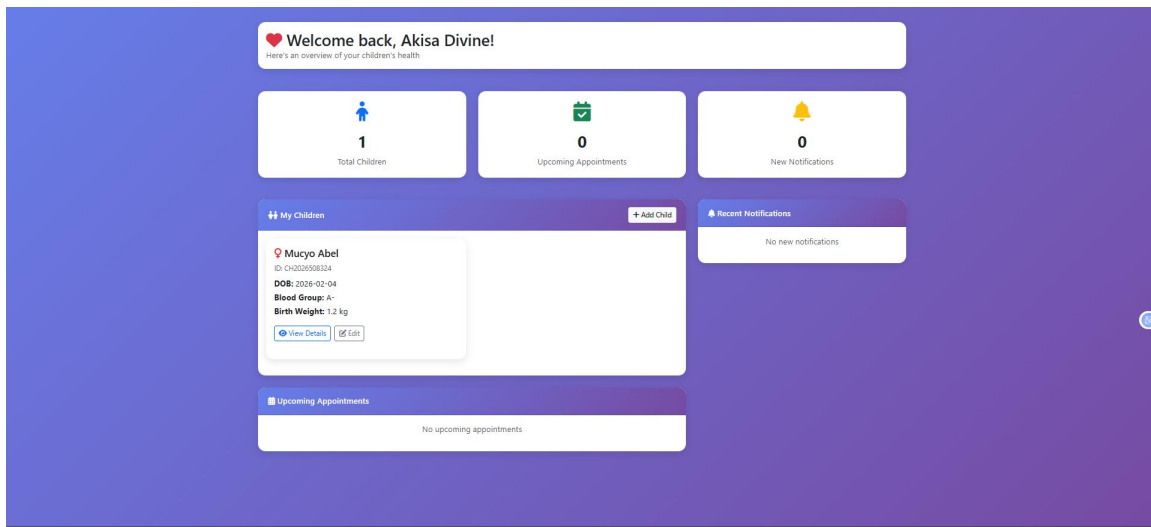 Welcome back, Akisa Divine!
Here's an overview of your children's health
1
Total Children
0
Upcoming Appointments
0
New Notifications
My Children
+ Add Child
Mucyo Abel
ID: CH2026508324
DOB: 2026-02-04
Blood Group: A-
Birth Weight: 1.2 kg
View Details
Edit
Recent Notifications
No new notifications
Upcoming Appointments
No upcoming appointments